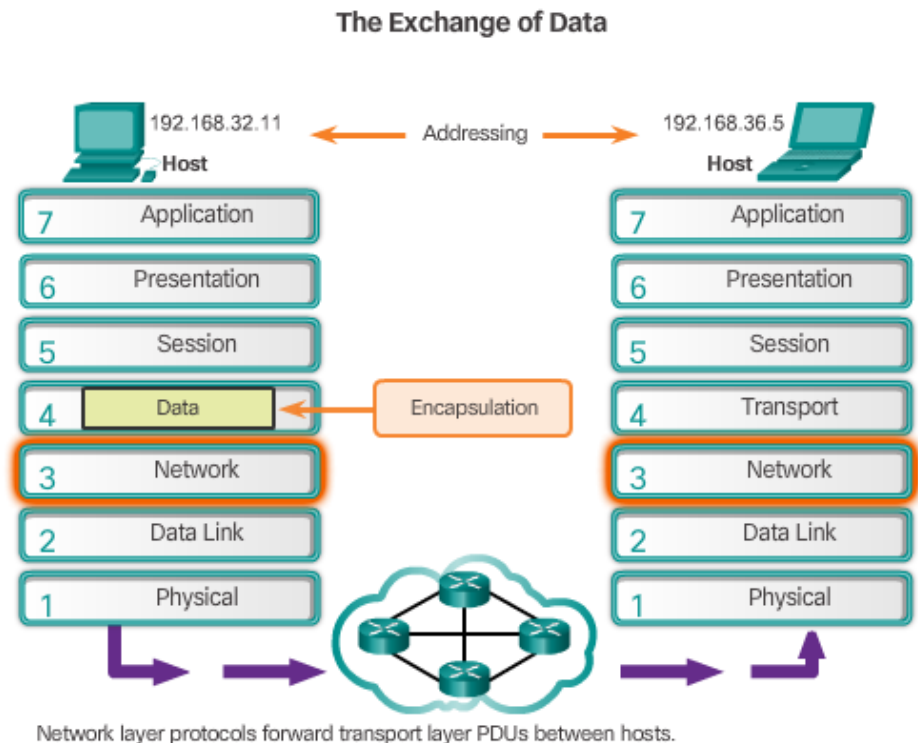 The Exchange of Data
192.168.32.11
Addressing
192.168.36.5
Host
Host
7 Application
7 Application
6 Presentation
6 Presentation
5 Session
5 Session
4 Data
Encapsulation
4 Transport
3 Network
3 Network
2 Data Link
2 Data Link
1 Physical
1 Physical
Network layer protocols forward transport layer PDUs between hosts.